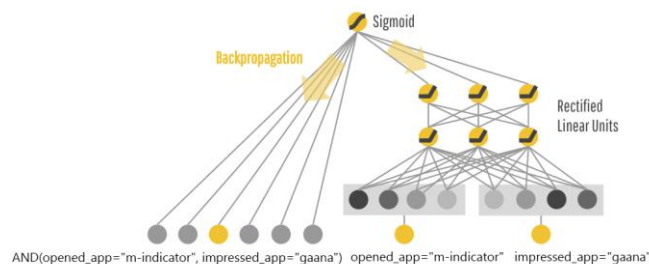 Sigmoid
Backpropagation
Rectified
Linear Units
AND(opened_app="m-indicator", impressed_app="gaana") opened_app="m-indicator" impressed_app="gaana"